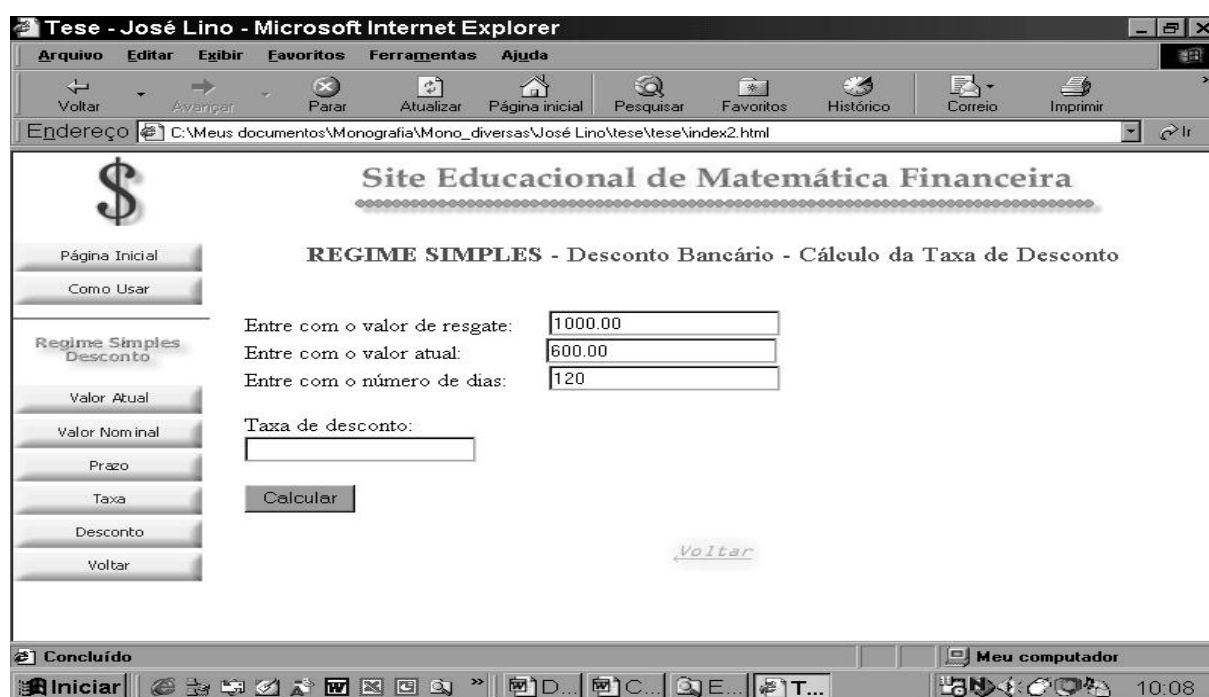 Tese - José Lino - Microsoft Internet Explorer
Arquivo Editar Exibir Favoritos Ferramentas Ajuda
Voltar Avançar Parar Atualizar Página inicial Pesquisar Favoritos Histórico Correio Imprimir »
Endereço C:\Meus documentos\Monografia\Mono_diversas\José Lino\tese\tese\index2.html Ir
$ Site Educacional de Matemática Financeira
Página Inicial
REGIME SIMPLES - Desconto Bancário - Cálculo da Taxa de Desconto
Como Usar
Regime Simples
Desconto
Valor Atual
Valor Nominal
Prazo
Taxa
Desconto
Voltar
Entre com o valor de resgate: 1000.00
Entre com o valor atual: 600.00
Entre com o número de dias: 120
Taxa de desconto:
Calcular
Voltar
Concluído Meu computador
Iniciar » D... C... E... T... 10:08